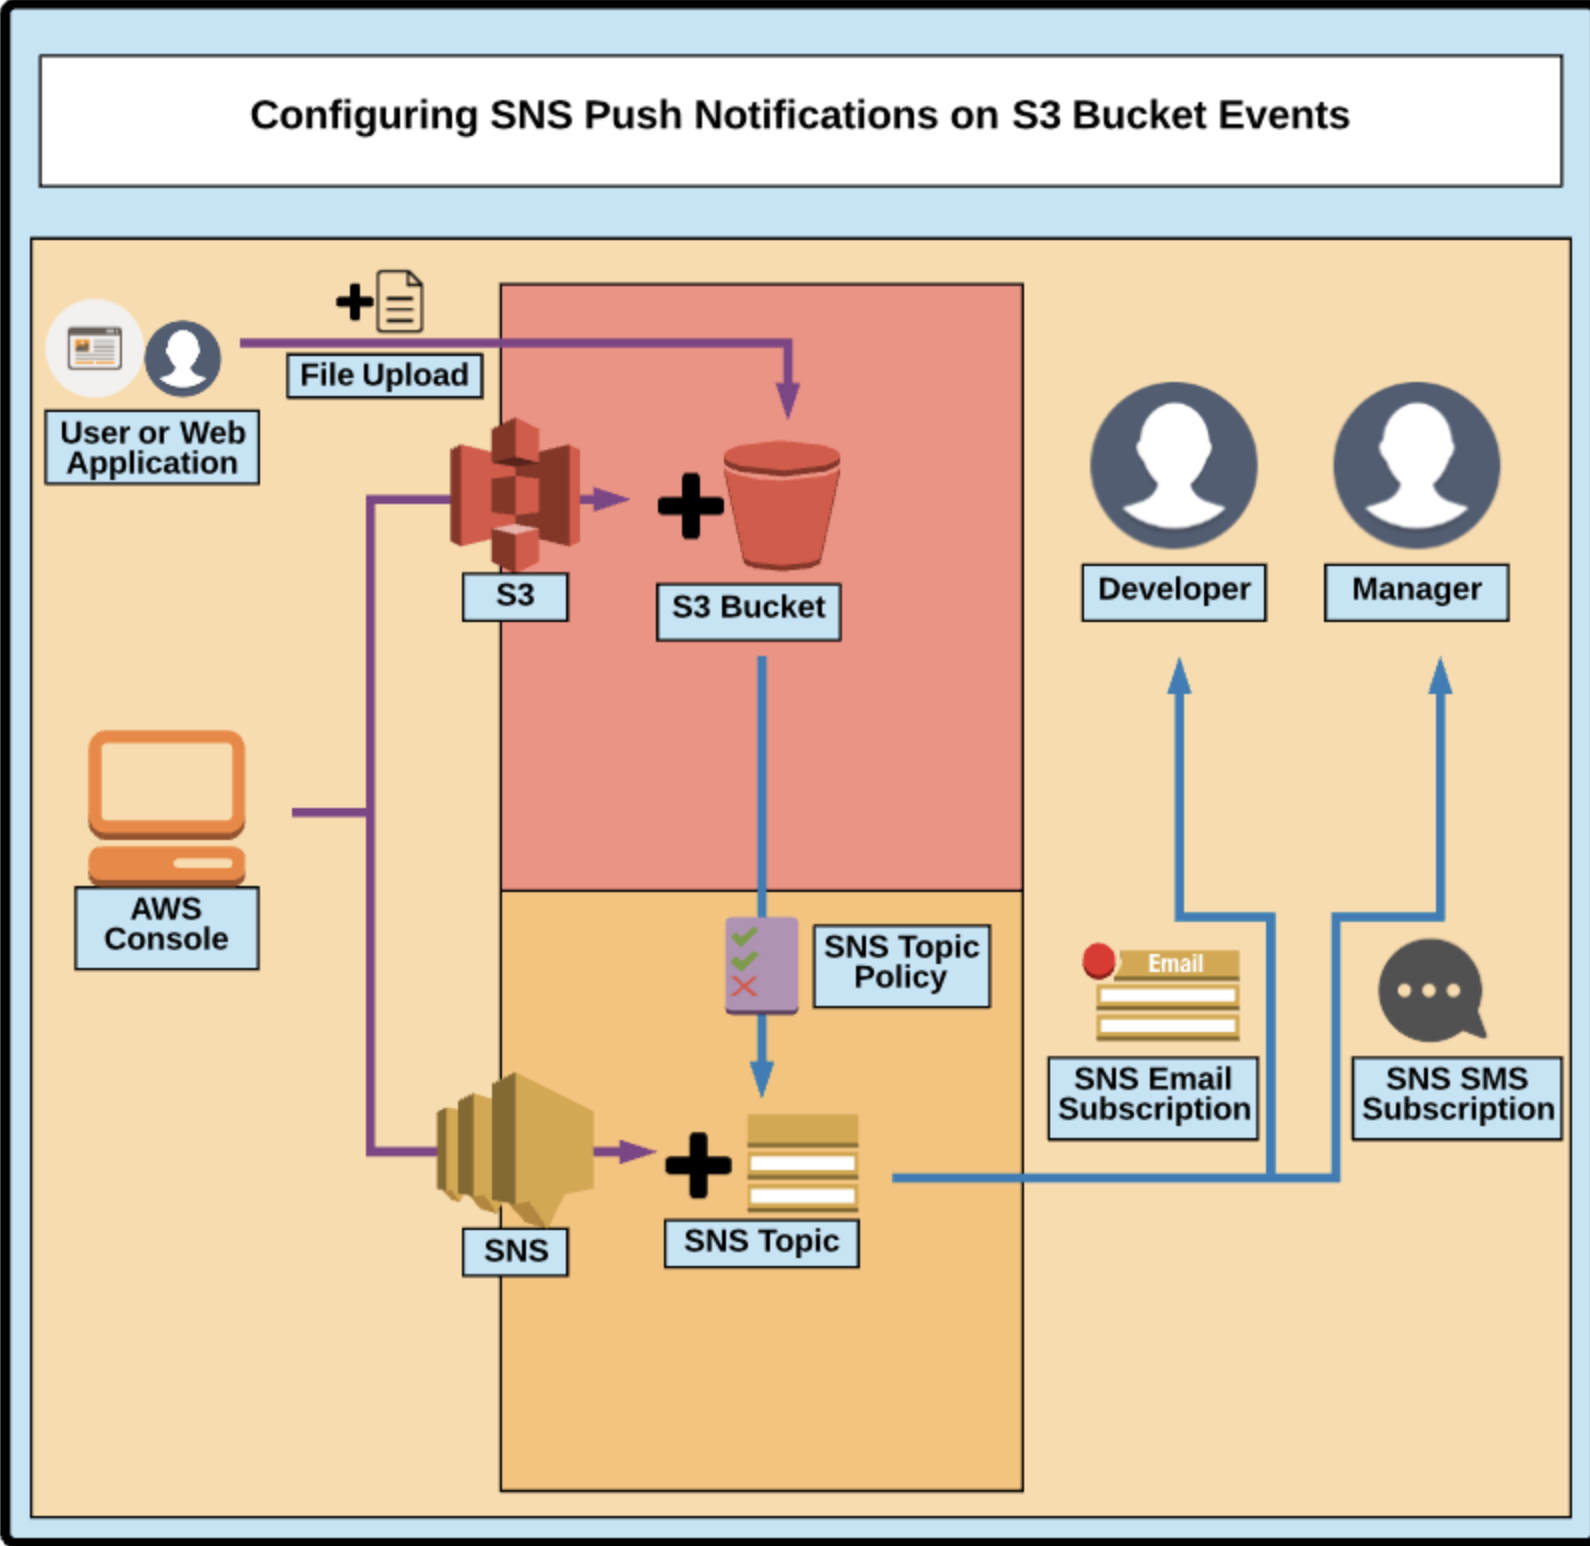 Configuring SNS Push Notifications on S3 Bucket Events
File Upload
User or Web
Application
S3
S3 Bucket
Developer
Manager
AWS
Console
SNS Topic
Policy
Email
SNS Email
Subscription
SNS SMS
Subscription
SNS
SNS Topic